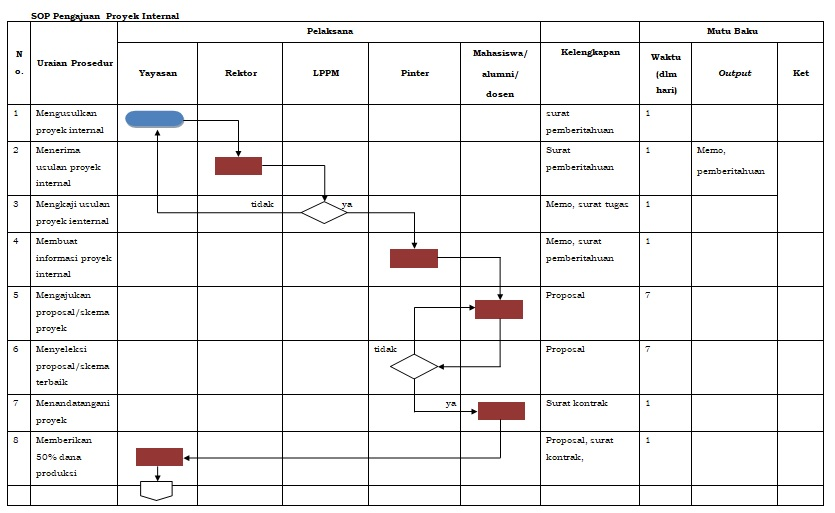 SOP Pengajuan Proyek Internal
Pelaksana
Mutu Baku
N
o.
Uraian Prosedur
Yayasan
Rektor
LPPM
Pinter
Mahasiswa/
alumni/
dosen
Kelengkapan
Waktu
(dlm
hari)
Output
Ket
1
Mengusulkan
proyek internal
surat
pemberitahuan
1
2
Menerima
usulan proyek
internal
Surat
pemberitahuan
1
Memo,
pemberitahuan
3
Mengkaji usulan
proyek ienternal
tidak
ya
Memo, surat tugas
1
4
Membuat
informasi proyek
internal
Memo, surat
pemberitahuan
1
5
Mengajukan
proposal/skema
proyek
Proposal
7
6
Menyeleksi
proposal/skema
terbaik
tidak
Proposal
7
7
Menandatangani
proyek
ya
Surat kontrak
1
8
Memberikan
50% dana
produksi
Proposal, surat
kontrak,
1